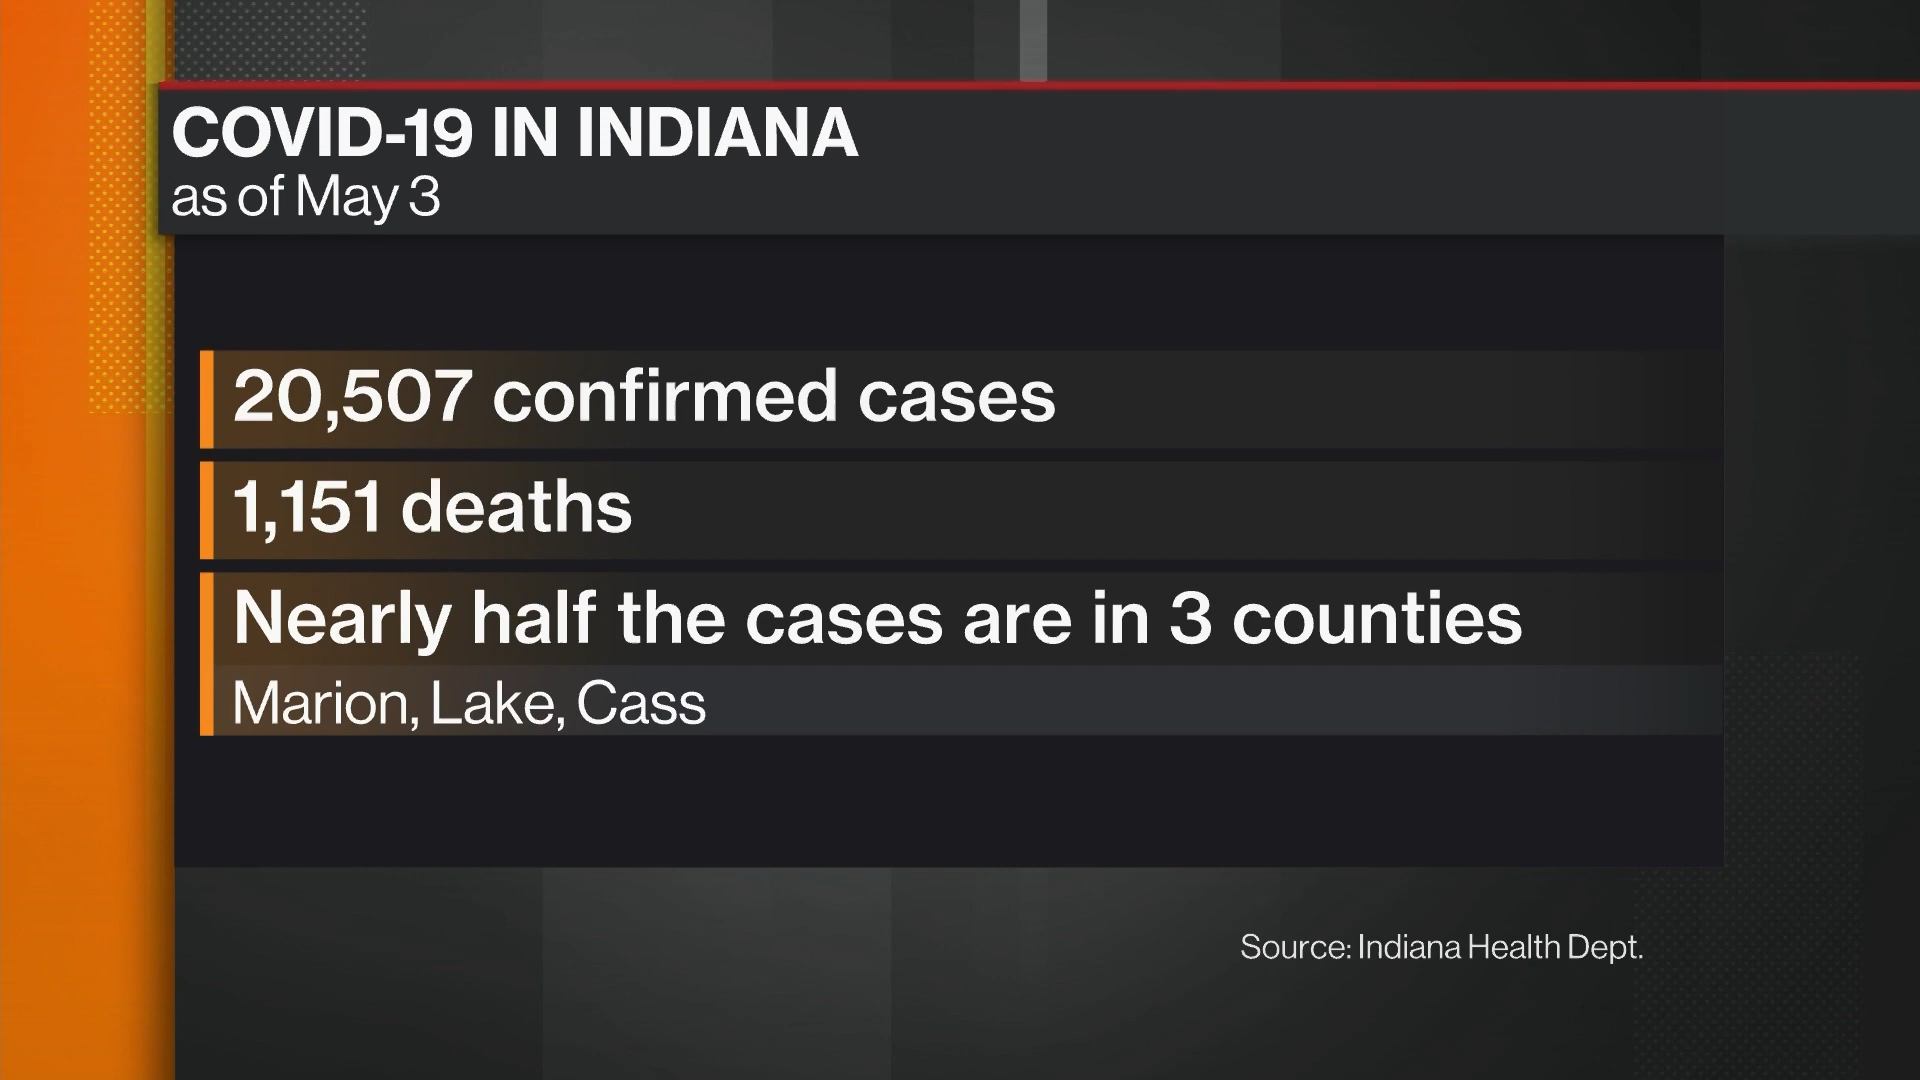 COVID-19 IN INDIANA
as of May 3
20,507 confirmed cases
1,151 deaths
Nearly half the cases are in 3 counties
Marion, Lake, Cass
Source: Indiana Health Dept.